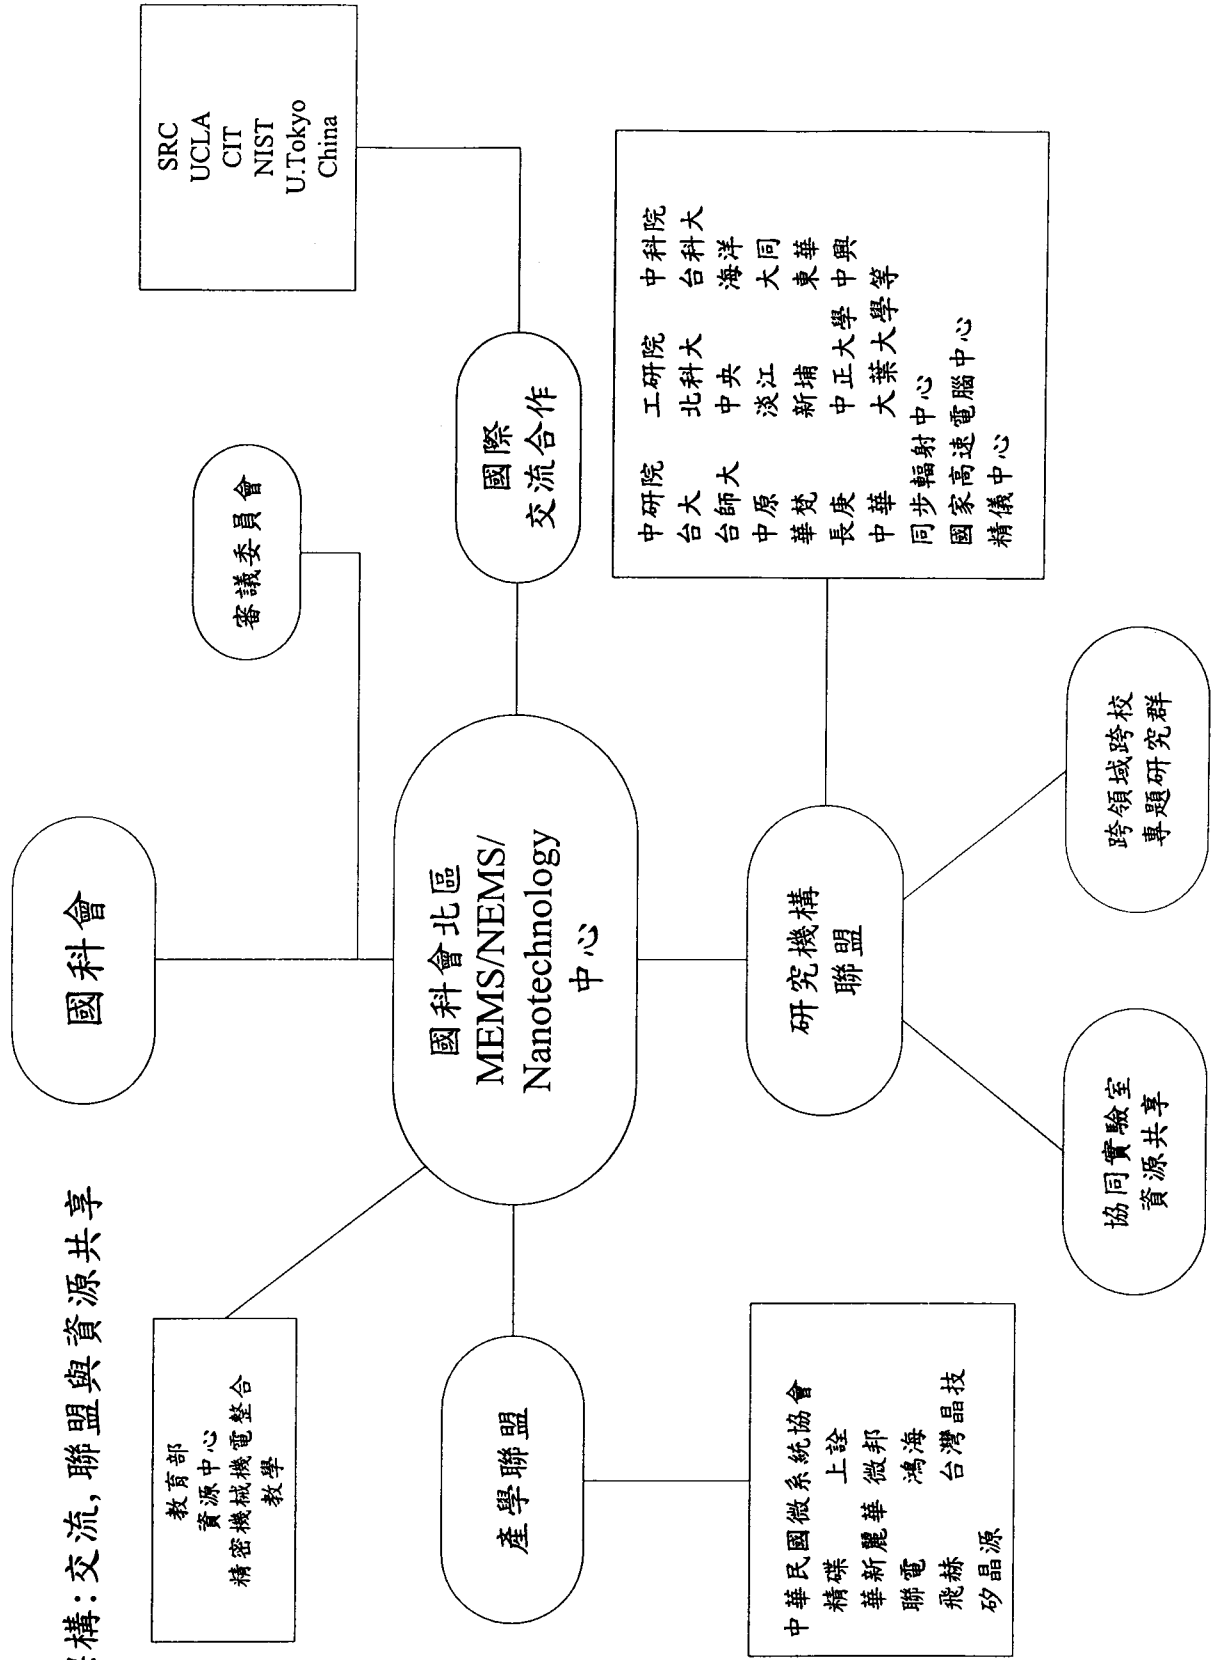 構:交流,聯盟與資源共享
國科會
審議委員會
SRC
UCLA
CIT
NIST
U.Tokyo
China
教育部
資源中心
精密機械機電整合
教學
國科會北區
MEMS/NEMS/
Nanotechnology
中心
國際
交流合作
產學聯盟
研究機構
聯盟
中研院 工研院 中科院
台大 北科大 台科大
台師大 中央 海洋
中原 淡江 大同
華梵 新埔 東華
長庚 中正大學 中興
中華 大葉大學等
同步輻射中心
國家高速電腦中心
精儀中心
中華民國微系統協會
精碟 上詮
華新麗華 微邦
聯電 鴻海
飛赫 台灣晶技
矽晶源
協同實驗室
資源共享
跨領域跨校
專題研究群